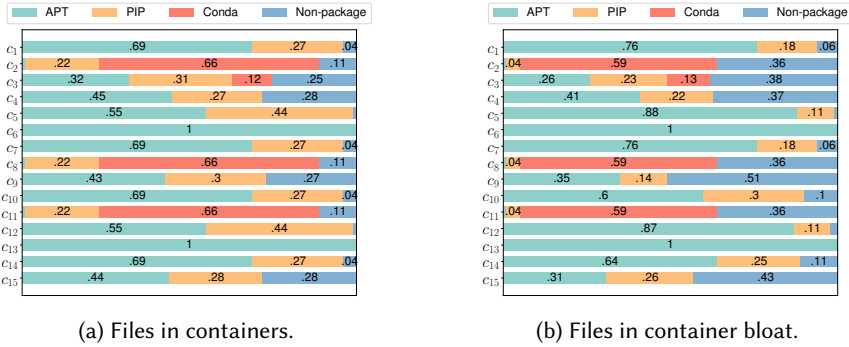 APT PIP Conda Non-package
c1 .69 .27 .04
c2 .22 .66 .11
c3 .32 .31 .12 .25
c4 .45 .27 .28
c5 .55 .44
c6 1
c7 .69 .27 .04
c8 .22 .66 .11
c9 .43 .3 .27
c10 .69 .27 .04
c11 .22 .66 .11
c12 .55 .44
c13 1
c14 .69 .27 .04
c15 .44 .28 .28
(a) Files in containers.
APT PIP Conda Non-package
c1 .76 .18 .06
c2 .04 .59 .36
c3 .26 .23 .13 .38
c4 .41 .22 .37
c5 .88 .11
c6 1
c7 .76 .18 .06
c8 .04 .59 .36
c9 .35 .14 .51
c10 .6 .3 .1
c11 .04 .59 .36
c12 .87 .11
c13 1
c14 .64 .25 .11
c15 .31 .26 .43
(b) Files in container bloat.